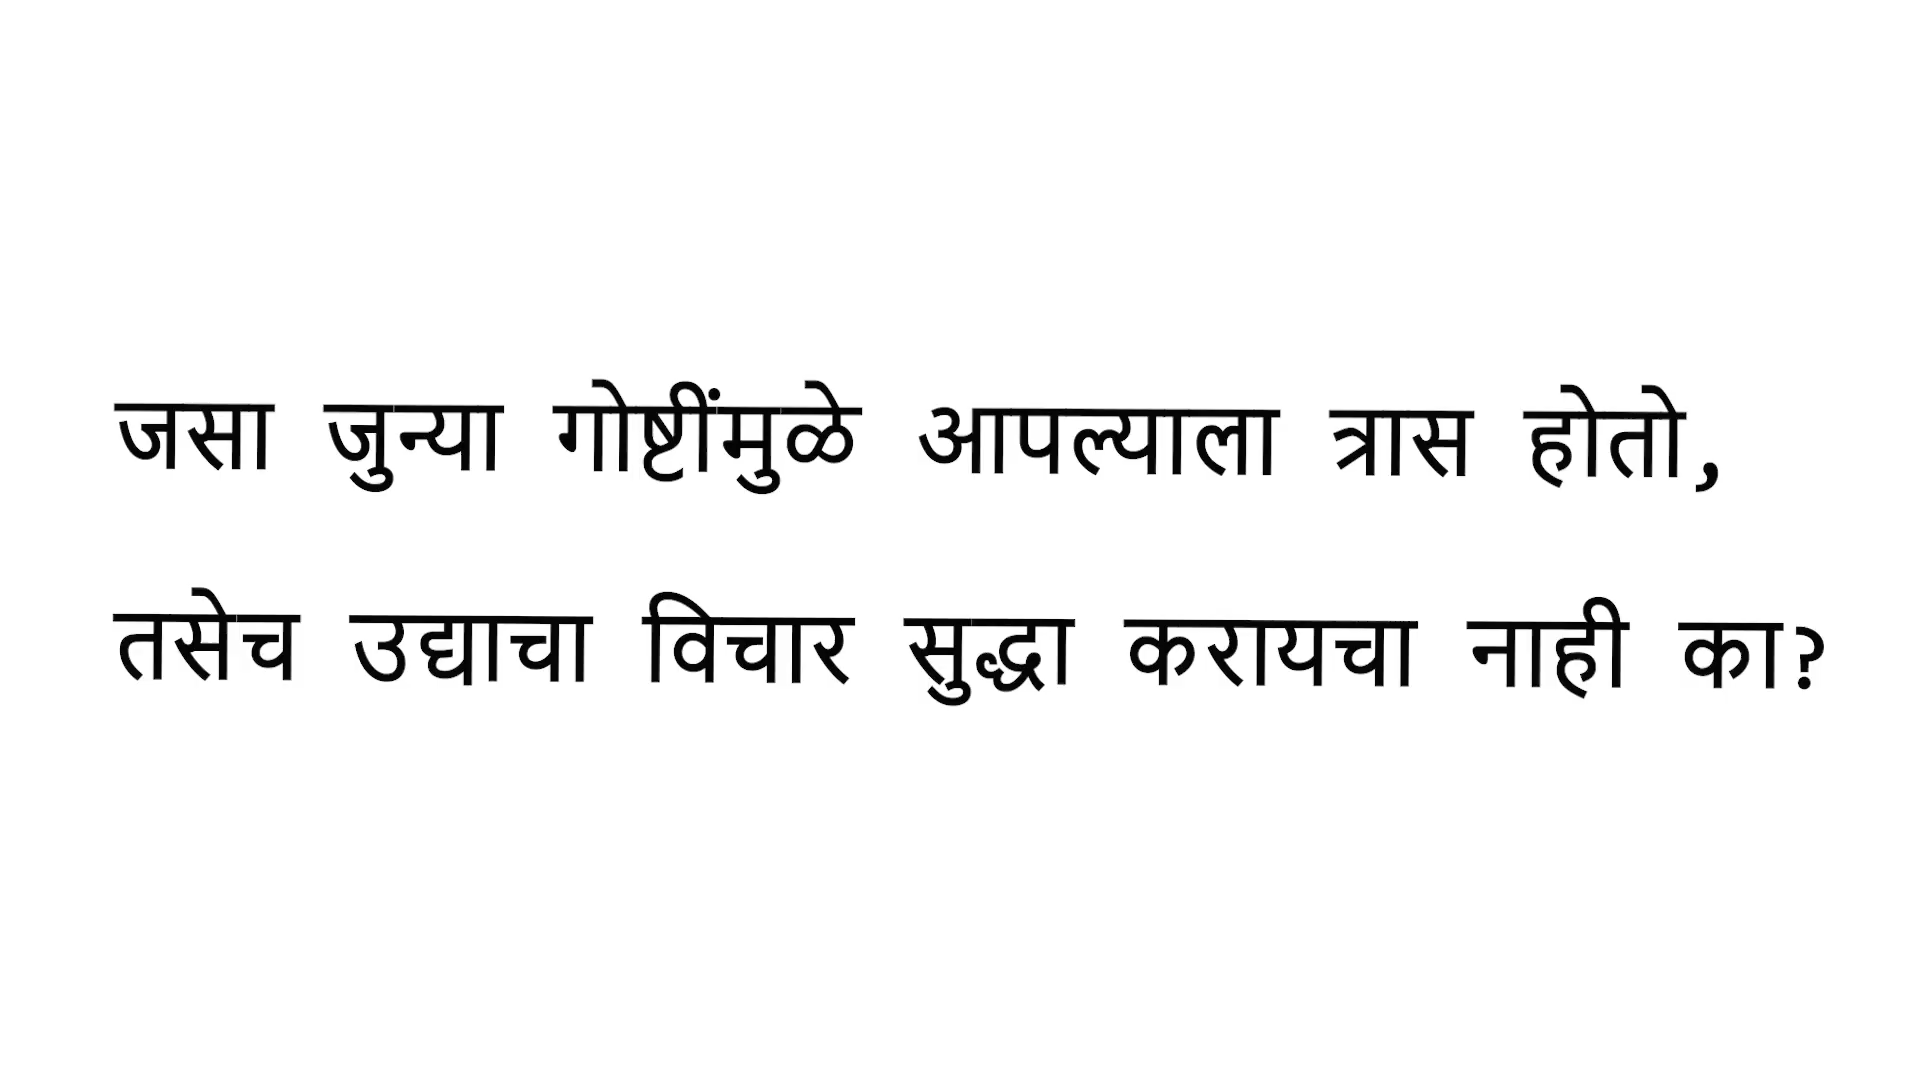 जसा जुन्या गोष्टींमुळे आपल्याला त्रास होतो,
तसेच उद्याचा विचार सुद्धा करायचा नाही का?